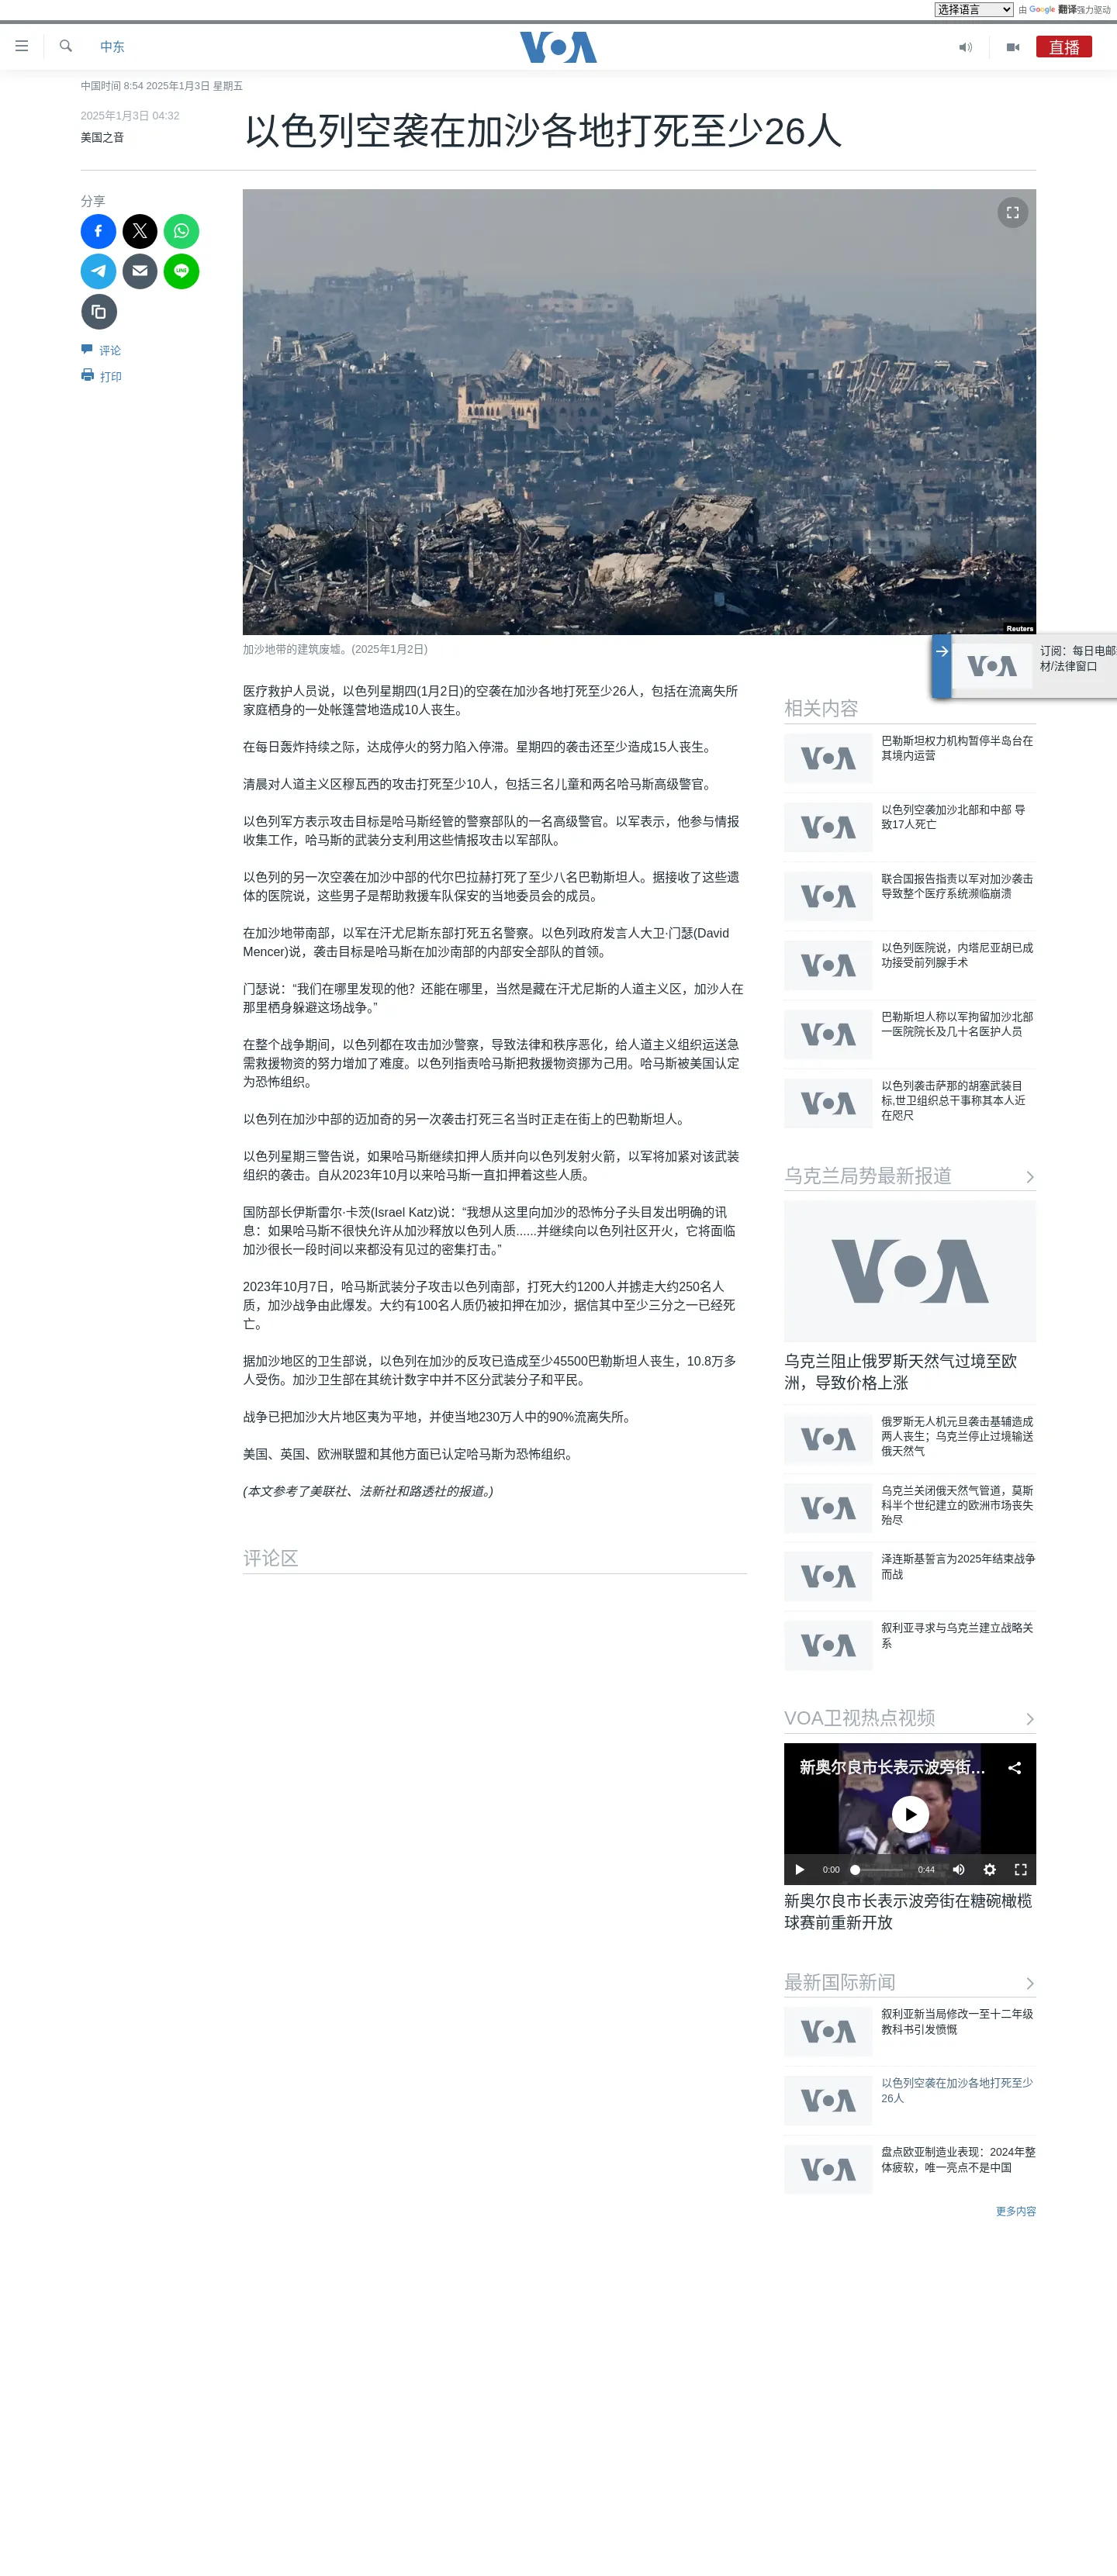 选择语言
由 Google 翻译强力驱动
中东
VOA
直播
中国时间 8:54 2025年1月3日 星期五
2025年1月3日 04:32
美国之音
以色列空袭在加沙各地打死至少26人
分享
LINE
评论
打印
Reuters
加沙地带的建筑废墟。(2025年1月2日)
订阅：每日电邮
材/法律窗口
医疗救护人员说，以色列星期四(1月2日)的空袭在加沙各地打死至少26人，包括在流离失所
家庭栖身的一处帐篷营地造成10人丧生。
在每日轰炸持续之际，达成停火的努力陷入停滞。星期四的袭击还至少造成15人丧生。
清晨对人道主义区穆瓦西的攻击打死至少10人，包括三名儿童和两名哈马斯高级警官。
以色列军方表示攻击目标是哈马斯经管的警察部队的一名高级警官。以军表示，他参与情报
收集工作，哈马斯的武装分支利用这些情报攻击以军部队。
以色列的另一次空袭在加沙中部的代尔巴拉赫打死了至少八名巴勒斯坦人。据接收了这些遗
体的医院说，这些男子是帮助救援车队保安的当地委员会的成员。
在加沙地带南部，以军在汗尤尼斯东部打死五名警察。以色列政府发言人大卫·门瑟(David
Mencer)说，袭击目标是哈马斯在加沙南部的内部安全部队的首领。
门瑟说：“我们在哪里发现的他？还能在哪里，当然是藏在汗尤尼斯的人道主义区，加沙人在
那里栖身躲避这场战争。”
在整个战争期间，以色列都在攻击加沙警察，导致法律和秩序恶化，给人道主义组织运送急
需救援物资的努力增加了难度。以色列指责哈马斯把救援物资挪为己用。哈马斯被美国认定
为恐怖组织。
以色列在加沙中部的迈加奇的另一次袭击打死三名当时正走在街上的巴勒斯坦人。
以色列星期三警告说，如果哈马斯继续扣押人质并向以色列发射火箭，以军将加紧对该武装
组织的袭击。自从2023年10月以来哈马斯一直扣押着这些人质。
国防部长伊斯雷尔·卡茨(Israel Katz)说：“我想从这里向加沙的恐怖分子头目发出明确的讯
息：如果哈马斯不很快允许从加沙释放以色列人质......并继续向以色列社区开火，它将面临
加沙很长一段时间以来都没有见过的密集打击。”
2023年10月7日，哈马斯武装分子攻击以色列南部，打死大约1200人并掳走大约250名人
质，加沙战争由此爆发。大约有100名人质仍被扣押在加沙，据信其中至少三分之一已经死
亡。
据加沙地区的卫生部说，以色列在加沙的反攻已造成至少45500巴勒斯坦人丧生，10.8万多
人受伤。加沙卫生部在其统计数字中并不区分武装分子和平民。
战争已把加沙大片地区夷为平地，并使当地230万人中的90%流离失所。
美国、英国、欧洲联盟和其他方面已认定哈马斯为恐怖组织。
(本文参考了美联社、法新社和路透社的报道。)
评论区
相关内容
巴勒斯坦权力机构暂停半岛台在
其境内运营
以色列空袭加沙北部和中部 导
致17人死亡
联合国报告指责以军对加沙袭击
导致整个医疗系统濒临崩溃
以色列医院说，内塔尼亚胡已成
功接受前列腺手术
巴勒斯坦人称以军拘留加沙北部
一医院院长及几十名医护人员
以色列袭击萨那的胡塞武装目
标,世卫组织总干事称其本人近
在咫尺
乌克兰局势最新报道
VOA
乌克兰阻止俄罗斯天然气过境至欧
洲，导致价格上涨
俄罗斯无人机元旦袭击基辅造成
两人丧生；乌克兰停止过境输送
俄天然气
乌克兰关闭俄天然气管道，莫斯
科半个世纪建立的欧洲市场丧失
殆尽
泽连斯基誓言为2025年结束战争
而战
叙利亚寻求与乌克兰建立战略关
系
VOA卫视热点视频
新奥尔良市长表示波旁街...
0:00
0:44
新奥尔良市长表示波旁街在糖碗橄榄
球赛前重新开放
最新国际新闻
叙利亚新当局修改一至十二年级
教科书引发愤慨
以色列空袭在加沙各地打死至少
26人
盘点欧亚制造业表现：2024年整
体疲软，唯一亮点不是中国
更多内容